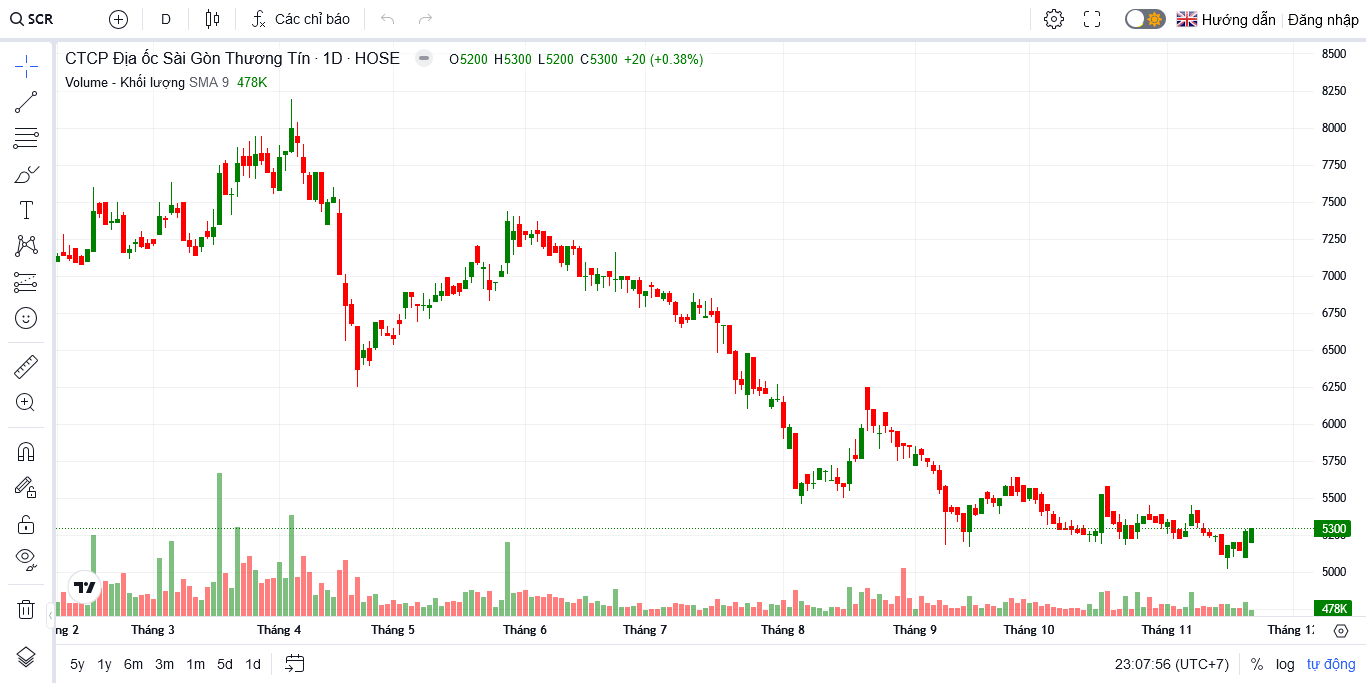 SCR D Các chỉ báo Hướng dẫn Đăng nhập
CTCP Địa ốc Sài Gòn Thương Tín · 1D · HOSE O5200 H5300 L5200 C5300 +20 (+0.38%)
Volume - Khối lượng SMA 9 478K
8500
8250
8000
7750
7500
7250
7000
6750
6500
6250
6000
5750
5500
5300
5000
478K
ng 2 Tháng 3 Tháng 4 Tháng 5 Tháng 6 Tháng 7 Tháng 8 Tháng 9 Tháng 10 Tháng 11 Tháng 1
5y 1y 6m 3m 1m 5d 1d 23:07:56 (UTC+7) % log tự động